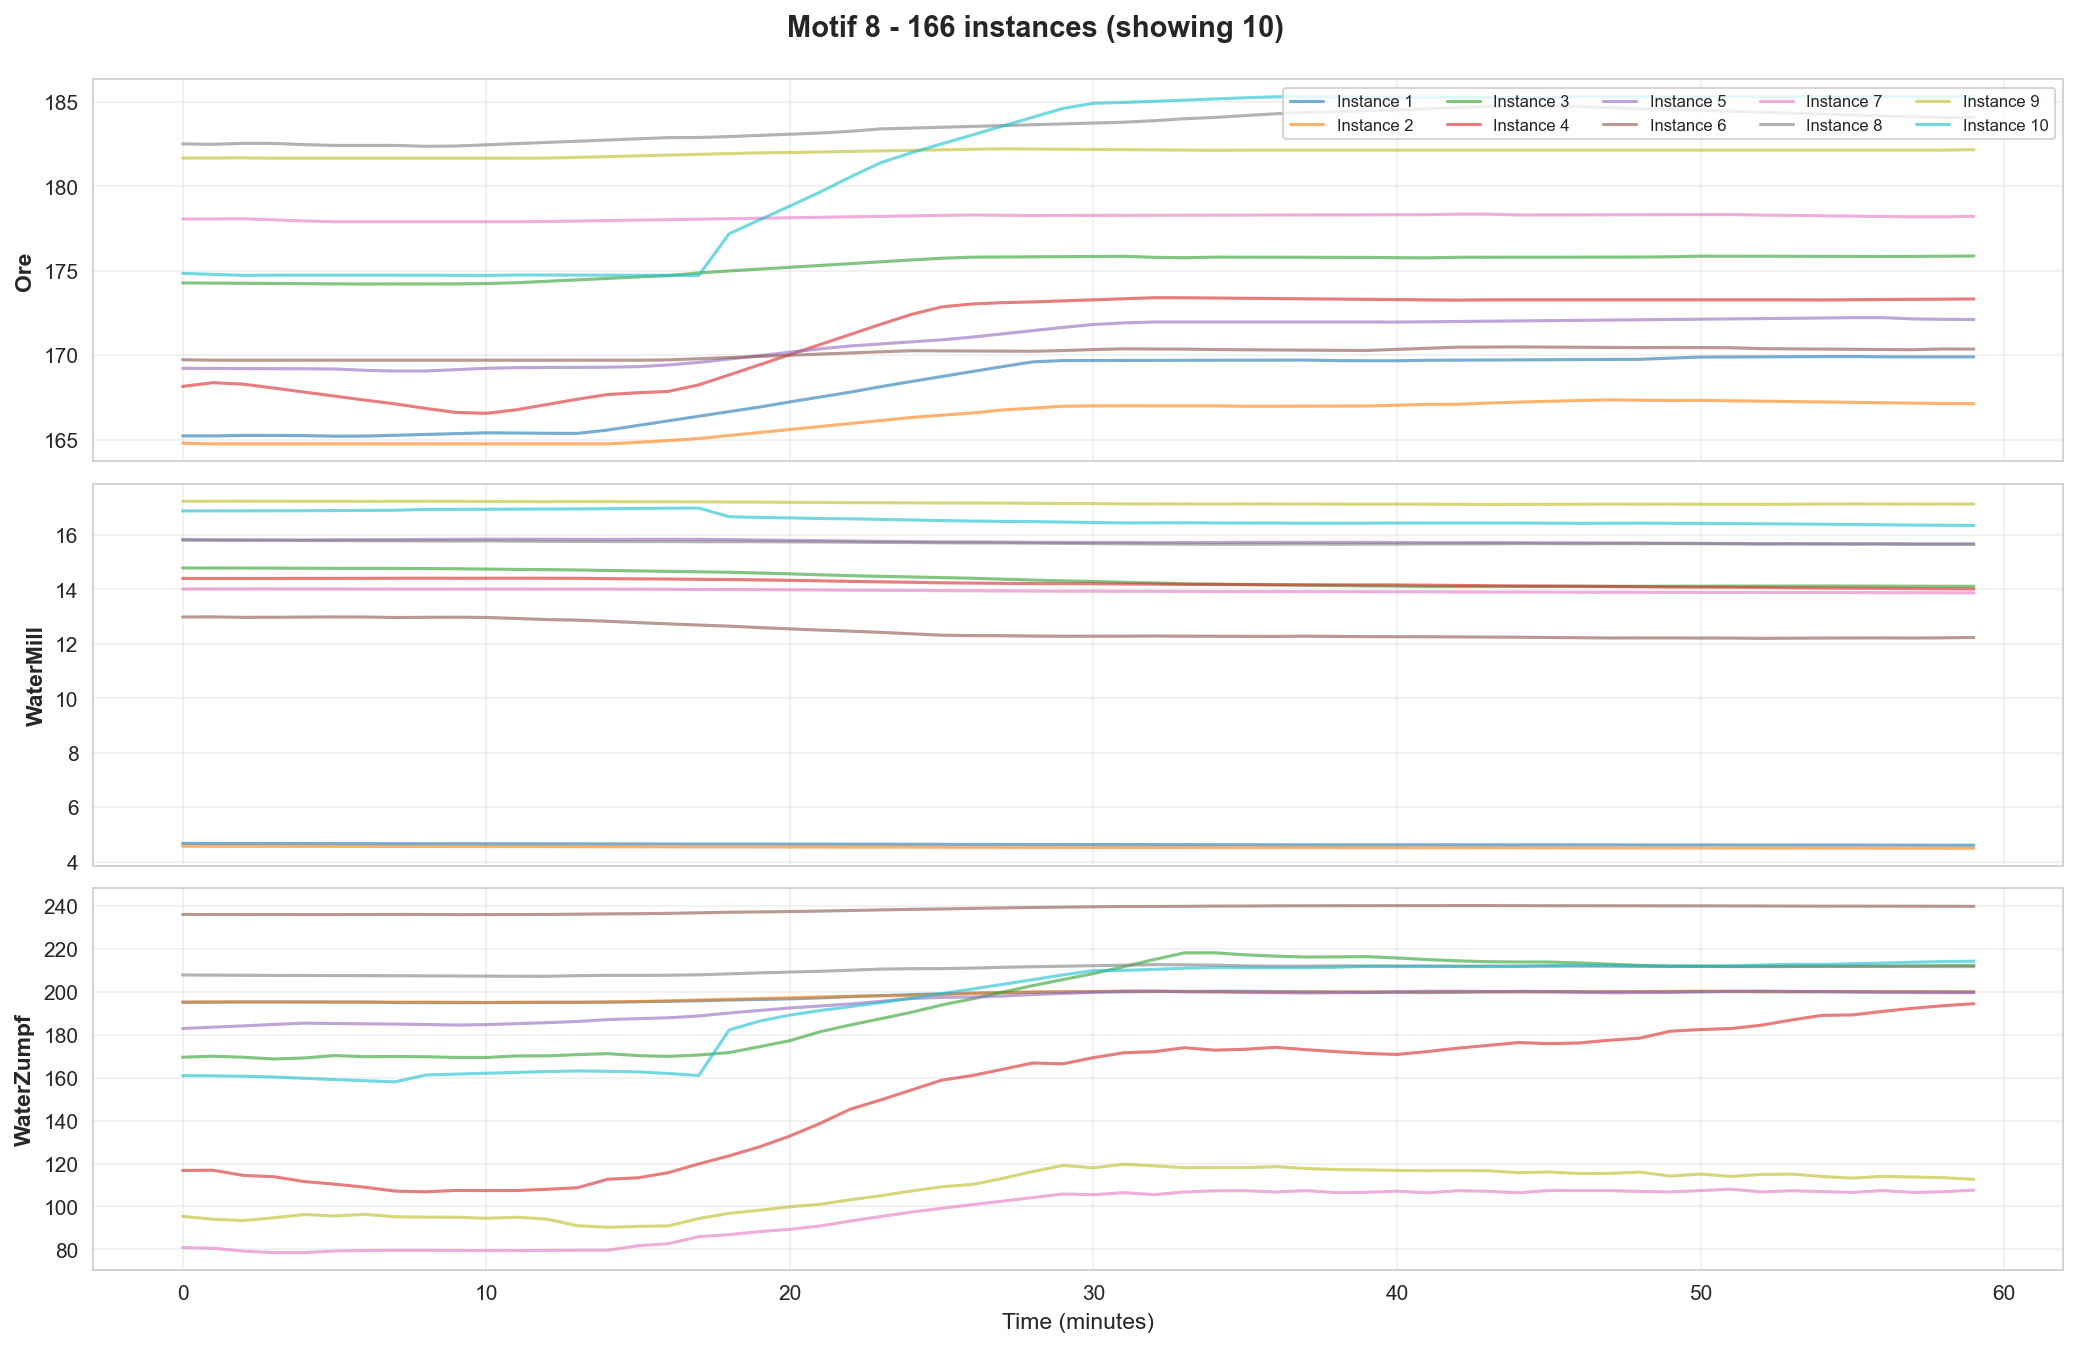 Motif 8 - 166 instances (showing 10)
Instance 1 Instance 3 Instance 5 Instance 7 Instance 9
Instance 2 Instance 4 Instance 6 Instance 8 Instance 10
Ore
185
180
175
170
165
WaterMill
16
14
12
10
8
6
4
WaterZumpf
240
220
200
180
160
140
120
100
80
0 10 20 30 40 50 60
Time (minutes)